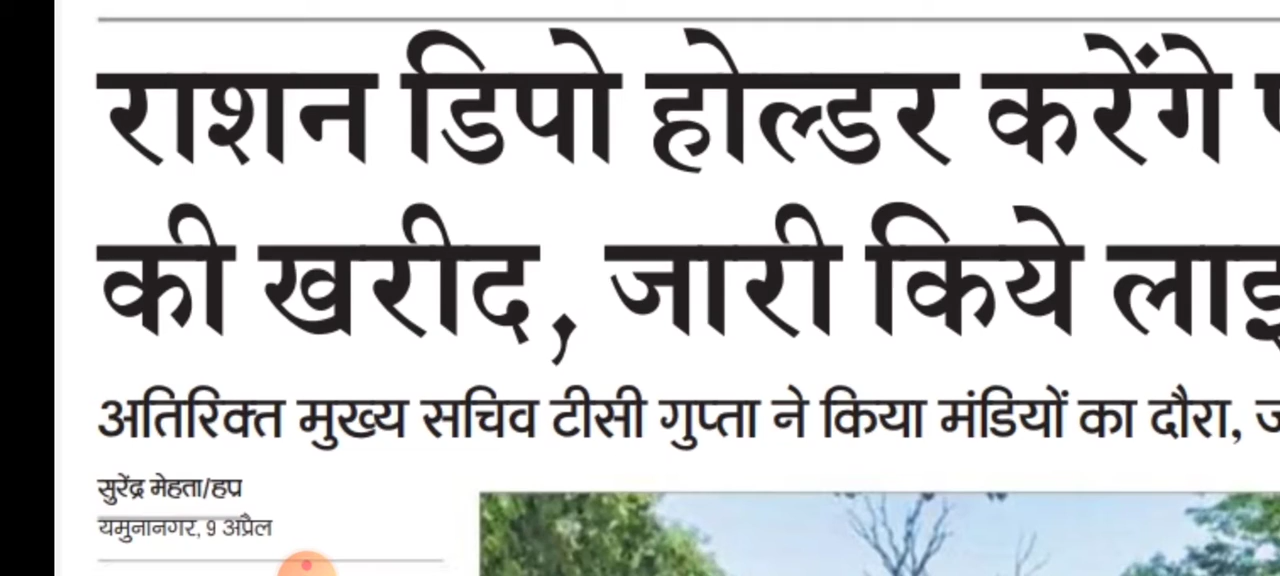 राशन डिपो होल्डर करेंगे
की खरीद, जारी किये
अतिरिक्त मुख्य सचिव टीसी गुप्ता ने किया मंडियों का दौरा,
सुरेंद्र मेहता/हप्र
यमुनानगर, 9 अप्रैल